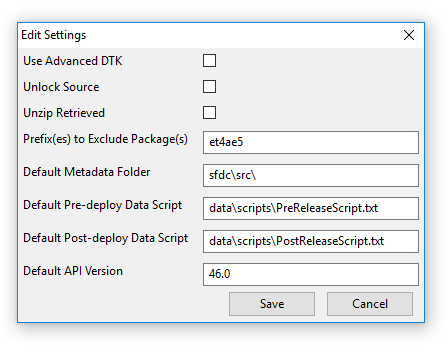 Edit Settings
Use Advanced DTK
Unlock Source
Unzip Retrieved
Prefix(es) to Exclude Package(s) et4ae5
Default Metadata Folder sfdc\src\
Default Pre-deploy Data Script data\scripts\PreReleaseScript.txt
Default Post-deploy Data Script data\scripts\PostReleaseScript.txt
Default API Version 46.0
Save Cancel